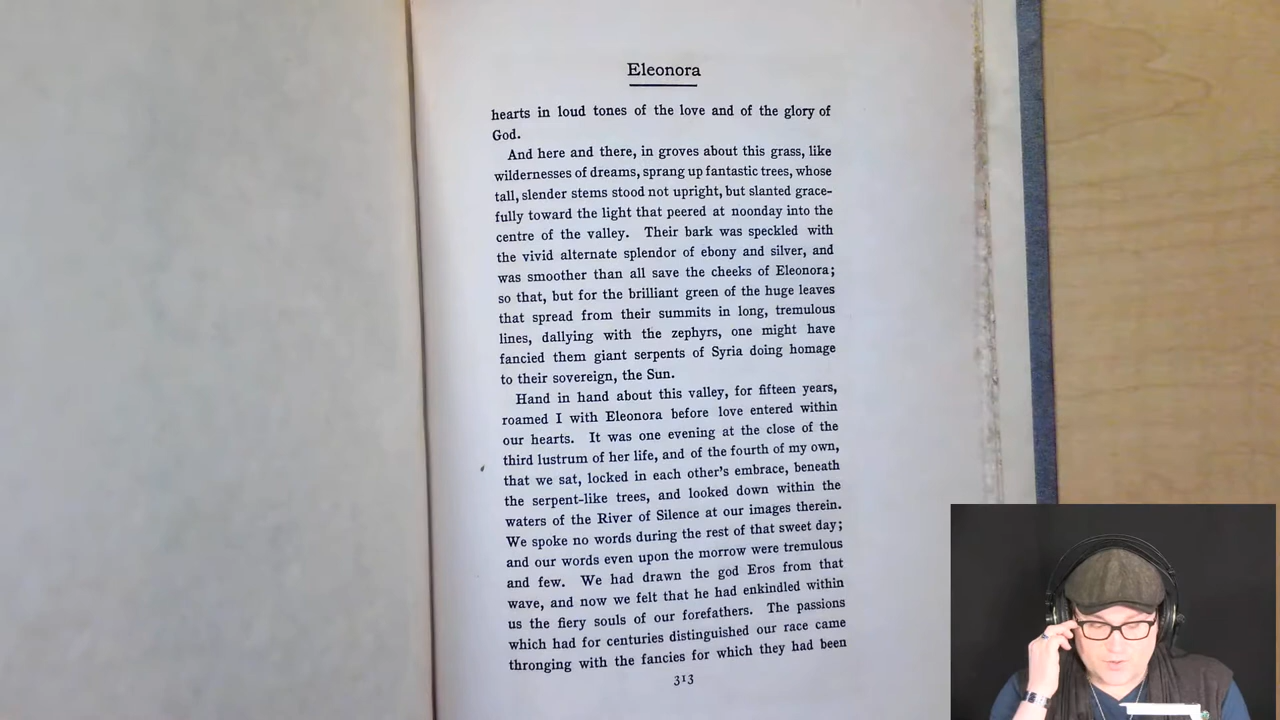 Eleonora
hearts in loud tones of the love and of the glory of
God.
And here and there, in groves about this grass, like
wildernesses of dreams, sprang up fantastic trees, whose
tall, slender stems stood not upright, but slanted grace-
fully toward the light that peered at noonday into the
centre of the valley. Their bark was speckled with
the vivid alternate splendor of ebony and silver, and
was smoother than all save the cheeks of Eleonora;
so that, but for the brilliant green of the huge leaves
that spread from their summits in long, tremulous
lines, dallying with the zephyrs, one might have
fancied them giant serpents of Syria doing homage
to their sovereign, the Sun.
Hand in hand about this valley, for fifteen years,
roamed I with Eleonora before love entered within
our hearts. It was one evening at the close of the
third lustrum of her life, and of the fourth of my own,
that we sat, locked in each other's embrace, beneath
the serpent-like trees, and looked down within the
waters of the River of Silence at our images therein.
We spoke no words during the rest of that sweet day;
and our words even upon the morrow were tremulous
and few. We had drawn the god Eros from that
wave, and now we felt that he had enkindled within
us the fiery souls of our forefathers. The passions
which had for centuries distinguished our race came
thronging with the fancies for which they had been
313